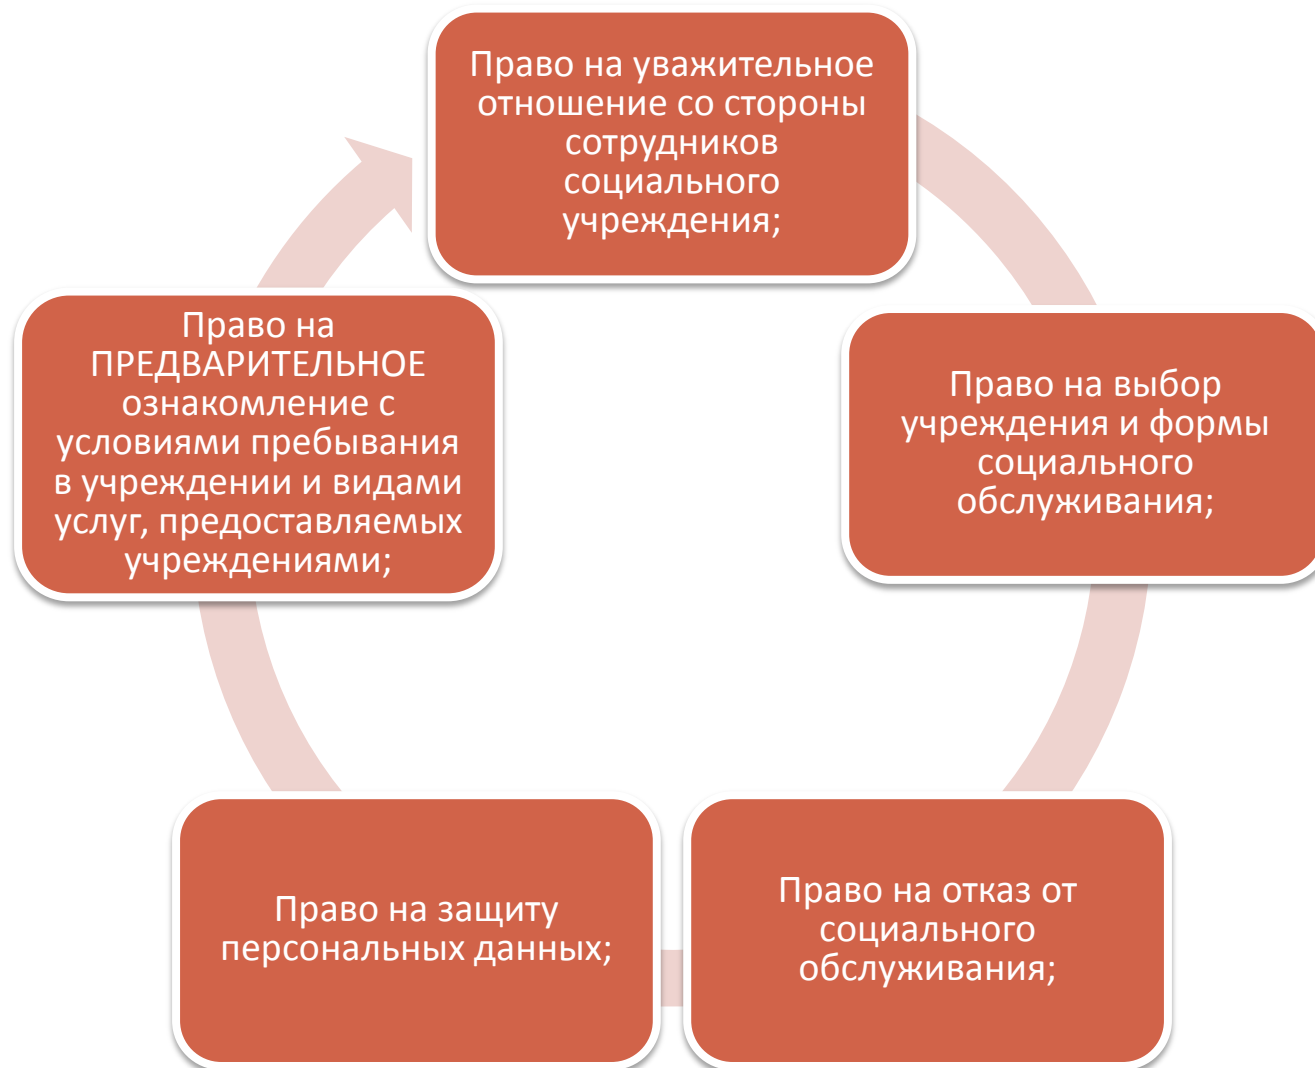 Право на уважительное
отношение со стороны
сотрудников
социального
учреждения;
Право на выбор
учреждения и формы
социального
обслуживания;
Право на отказ от
социального
обслуживания;
Право на защиту
персональных данных;
Право на
ПРЕДВАРИТЕЛЬНОЕ
ознакомление с
условиями пребывания
в учреждении и видами
услуг, предоставляемых
учреждениями;